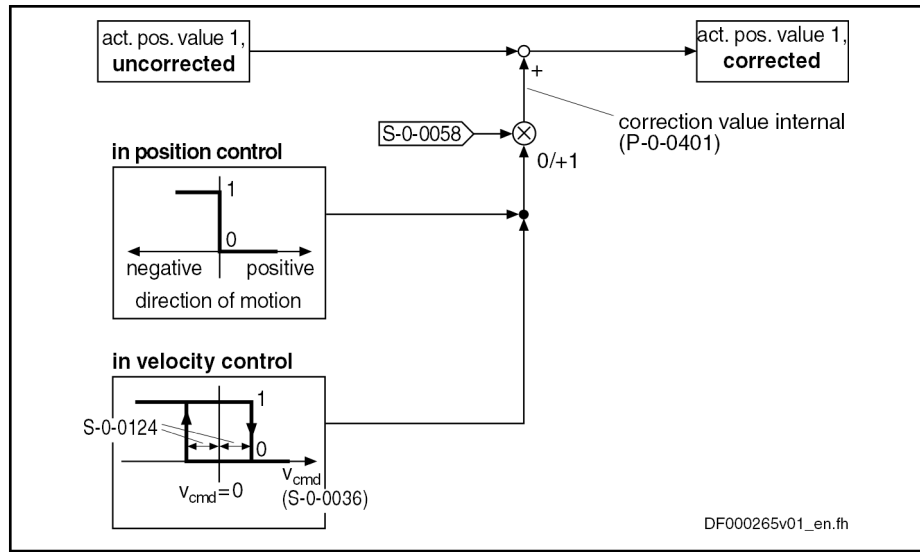 act. pos. value 1,
uncorrected
act. pos. value 1,
corrected
+
correction value internal
(P-0-0401)
S-0-0058
0/+1
in position control
1
0
negative
positive
direction of motion
in velocity control
1
S-0-0124
0
vcmd=0
vcmd
(S-0-0036)
DF000265v01_en.fh